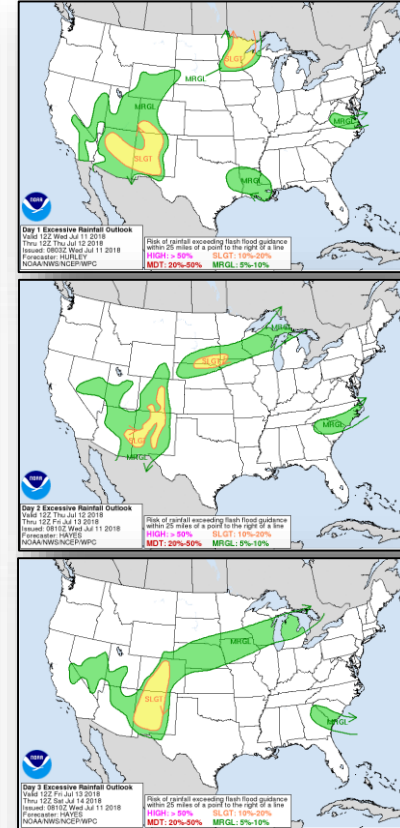 SLGT
MRGL
MRGL
MRGL
SLGT
MRGL
noaa
Day 1 Excessive Rainfall Outlook
Valid 12Z Wed Jul 11 2018
Thru 12Z Thu Jul 12 2018
Issued: 0803Z Wed Jul 11 2018
Forecaster: HURLEY
NOAA/NWS/NCEP/WPC
Risk of rainfall exceeding flash flood guidance
within 25 miles of a point to the right of a line
HIGH: > 50% SLGT: 10%-20%
MDT: 20%-50% MRGL: 5%-10%
MRGL
SLGT
MRGL
SLGT
MRGL
noaa
Day 2 Excessive Rainfall Outlook
Valid 12Z Thu Jul 12 2018
Thru 12Z Fri Jul 13 2018
Issued: 0810Z Wed Jul 11 2018
Forecaster: HAYES
NOAA/NWS/NCEP/WPC
Risk of rainfall exceeding flash flood guidance
within 25 miles of a point to the right of a line
HIGH: > 50% SLGT: 10%-20%
MDT: 20%-50% MRGL: 5%-10%
MRGL
SLGT
MRGL
noaa
Day 3 Excessive Rainfall Outlook
Valid 12Z Fri Jul 13 2018
Thru 12Z Sat Jul 14 2018
Issued: 0810Z Wed Jul 11 2018
Forecaster: HAYES
NOAA/NWS/NCEP/WPC
Risk of rainfall exceeding flash flood guidance
within 25 miles of a point to the right of a line
HIGH: > 50% SLGT: 10%-20%
MDT: 20%-50% MRGL: 5%-10%